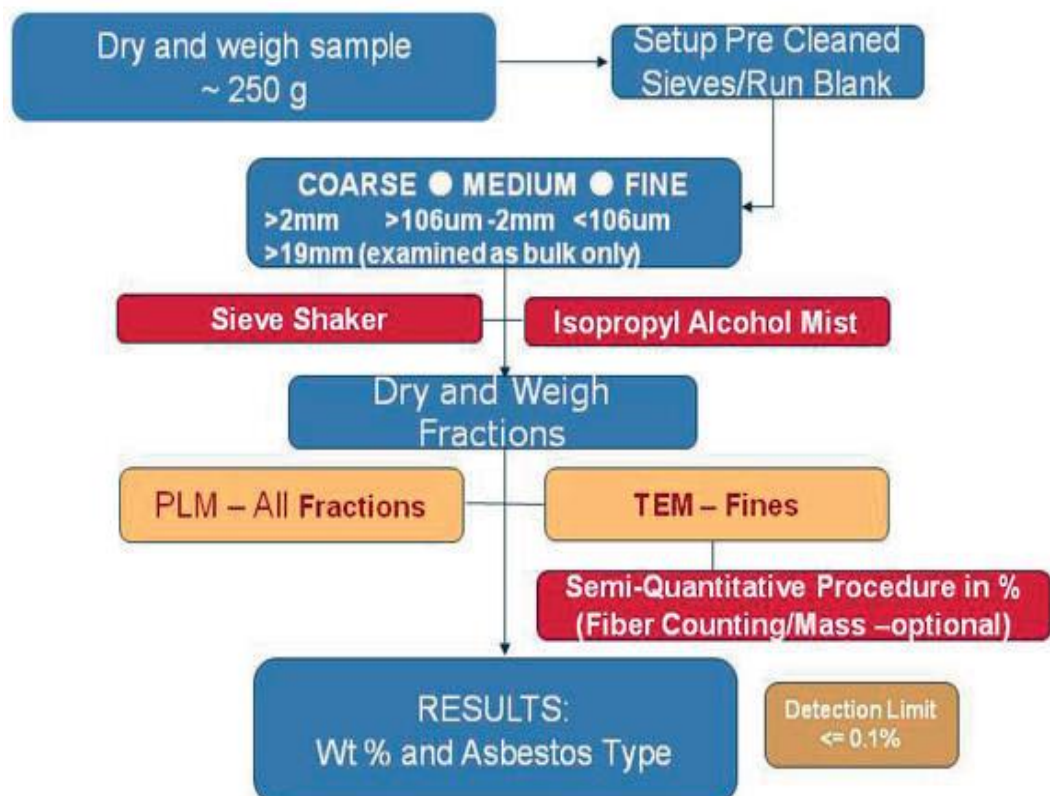 Dry and weigh sample
~ 250 g
Setup Pre Cleaned
Sieves/Run Blank
COARSE ● MEDIUM ● FINE
>2mm >106um -2mm <106um
>19mm (examined as bulk only)
Sieve Shaker
Isopropyl Alcohol Mist
Dry and Weigh
Fractions
PLM – All Fractions
TEM – Fines
Semi-Quantitative Procedure in %
(Fiber Counting/Mass –optional)
RESULTS:
Wt % and Asbestos Type
Detection Limit
<= 0.1%